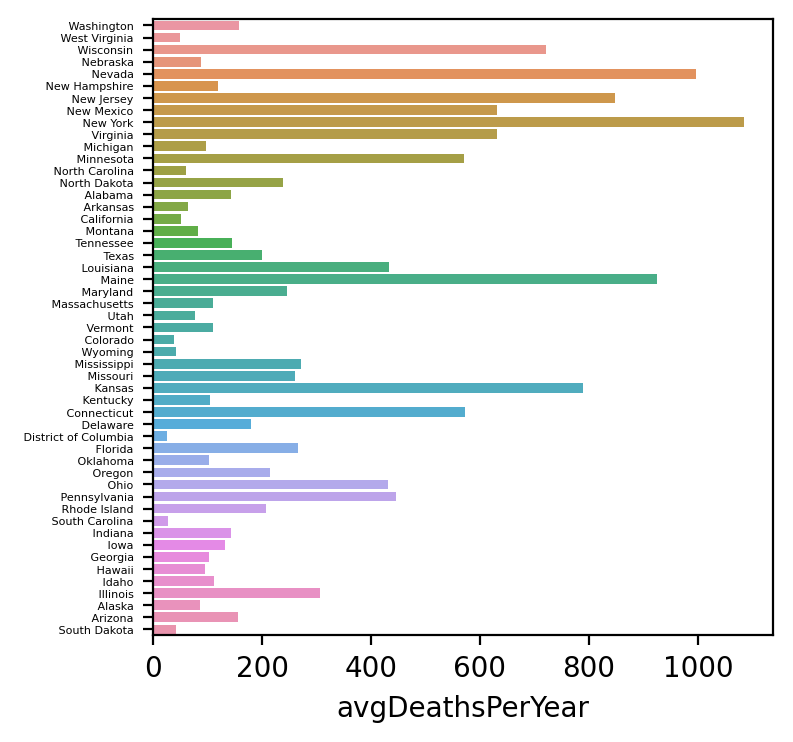 Washington
West Virginia
Wisconsin
Nebraska
Nevada
New Hampshire
New Jersey
New Mexico
New York
Virginia
Michigan
Minnesota
North Carolina
North Dakota
Alabama
Arkansas
California
Montana
Tennessee
Texas
Louisiana
Maine
Maryland
Massachusetts
Utah
Vermont
Colorado
Wyoming
Mississippi
Missouri
Kansas
Kentucky
Connecticut
Delaware
District of Columbia
Florida
Oklahoma
Oregon
Ohio
Pennsylvania
Rhode Island
South Carolina
Indiana
Iowa
Georgia
Hawaii
Idaho
Illinois
Alaska
Arizona
South Dakota
0 200 400 600 800 1000
avgDeathsPerYear